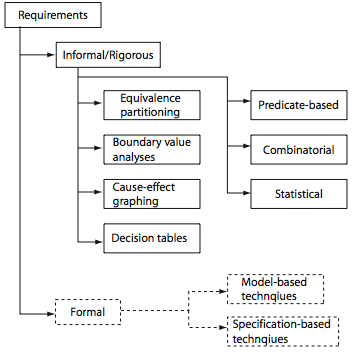 Requirements
Informal/Rigorous
Equivalence
partitioning
Predicate-based
Boundary value
analyses
Combinatorial
Cause-effect
graphing
Statistical
Decision tables
Formal
Model-based
technqiues
Specification-based
technqiues